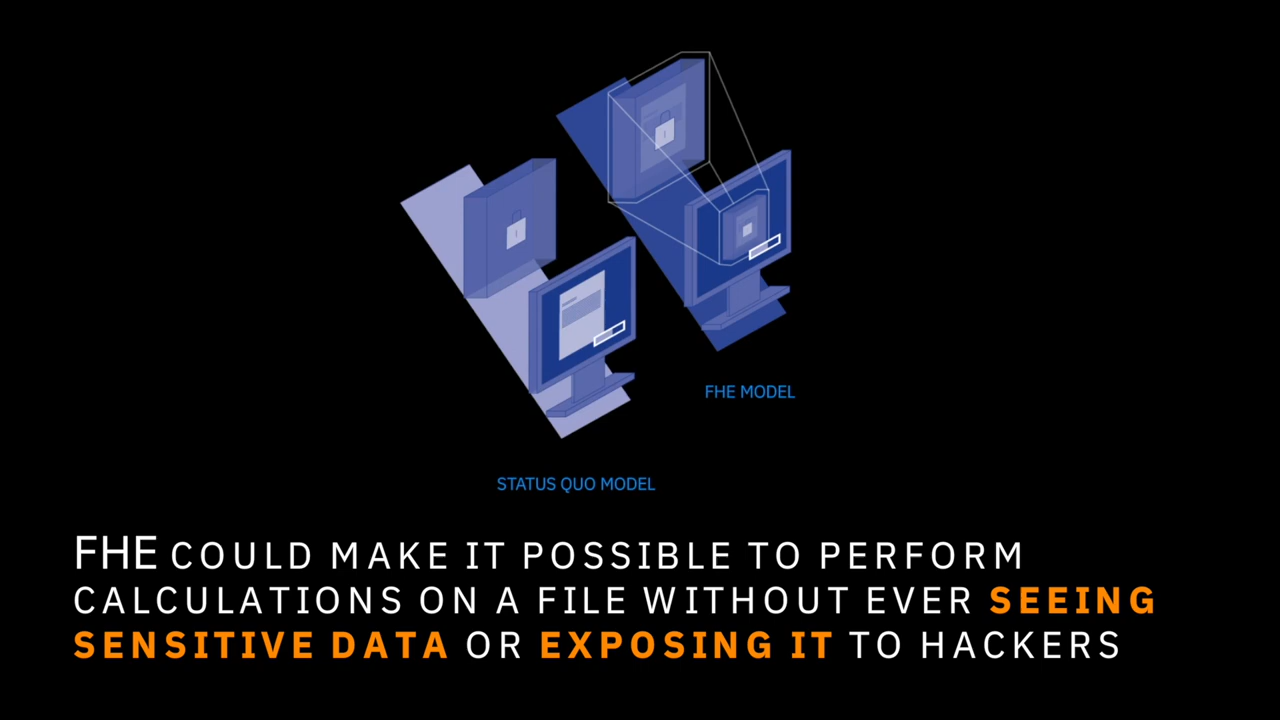 FHE MODEL
STATUS QUO MODEL
FHE COULD MAKE IT POSSIBLE TO PERFORM
CALCULATIONS ON A FILE WITHOUT EVER SEEING
SENSITIVE DATA OR EXPOSING IT TO HACKERS